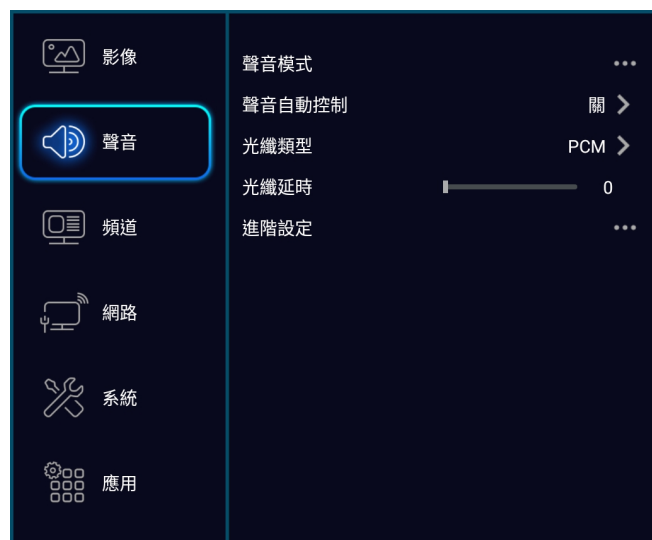 影像
聲音
頻道
網路
系統
應用
聲音模式 •••
聲音自動控制 關 >
光纖類型 PCM >
光纖延時 0
進階設定 •••